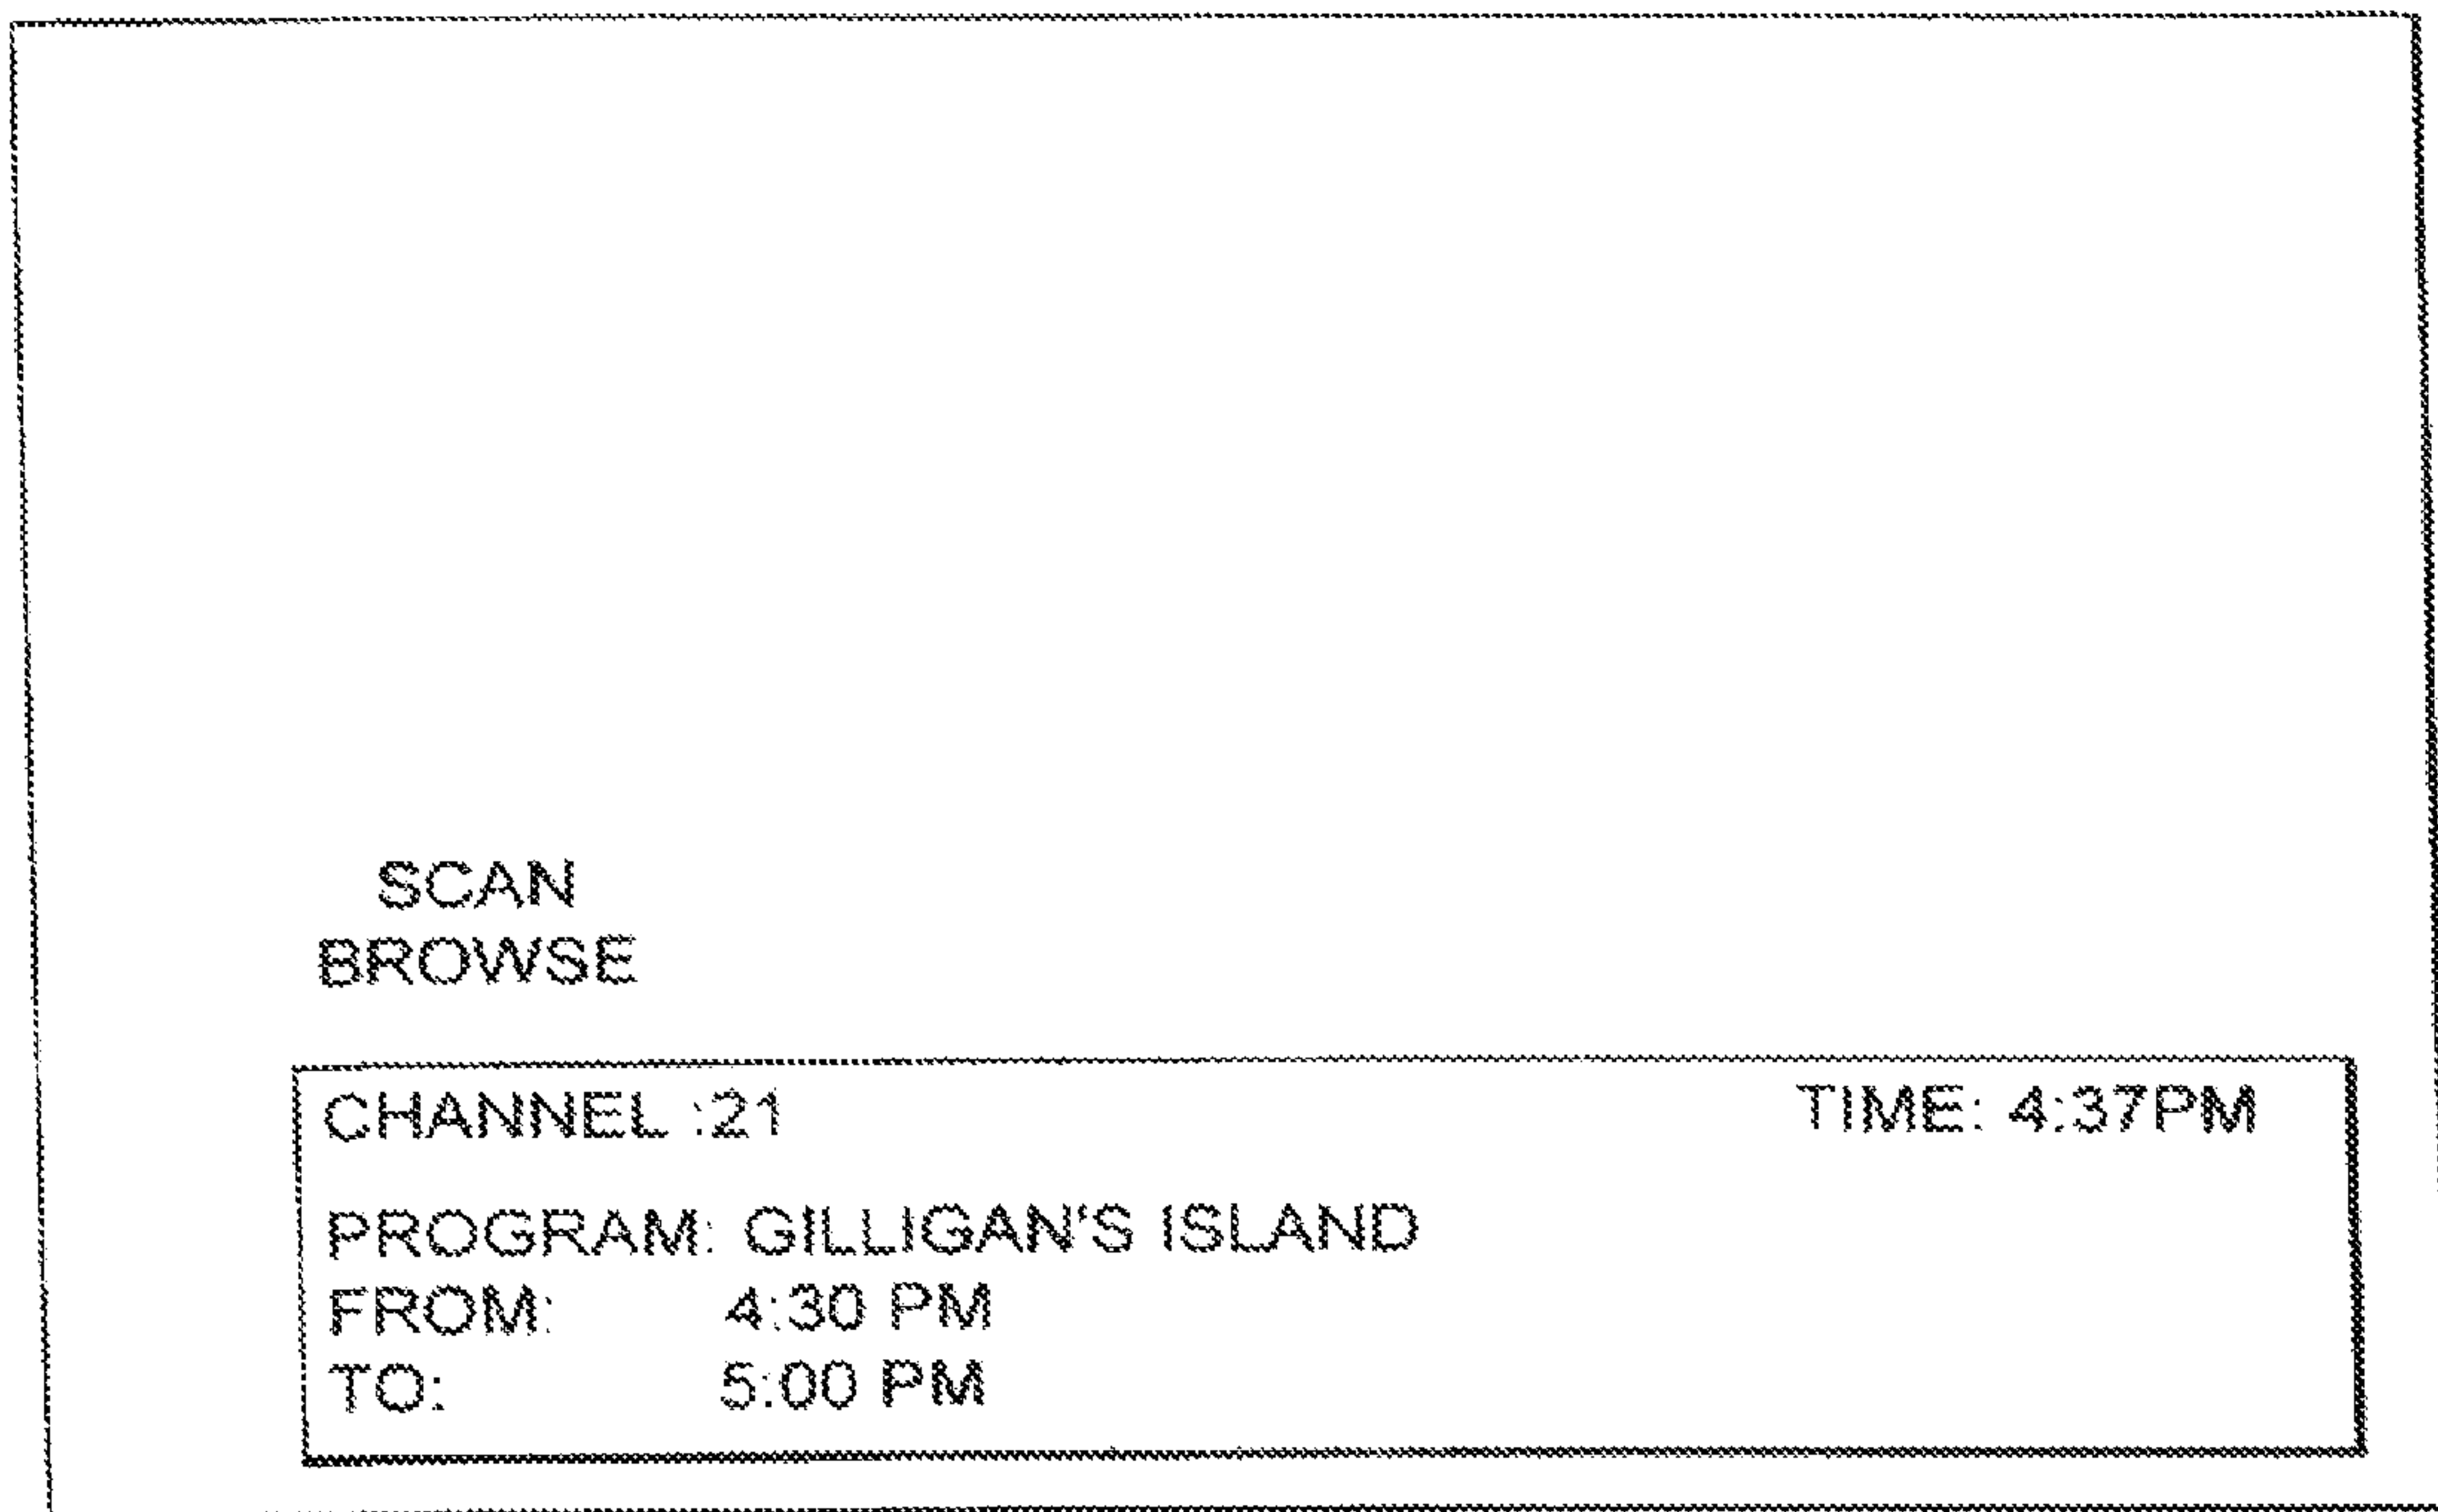 SCAN
BROWSE
CHANNEL :21 TIME: 4:37PM
PROGRAM: GILLIGAN'S ISLAND
FROM: 4:30 PM
TO: 5:00 PM